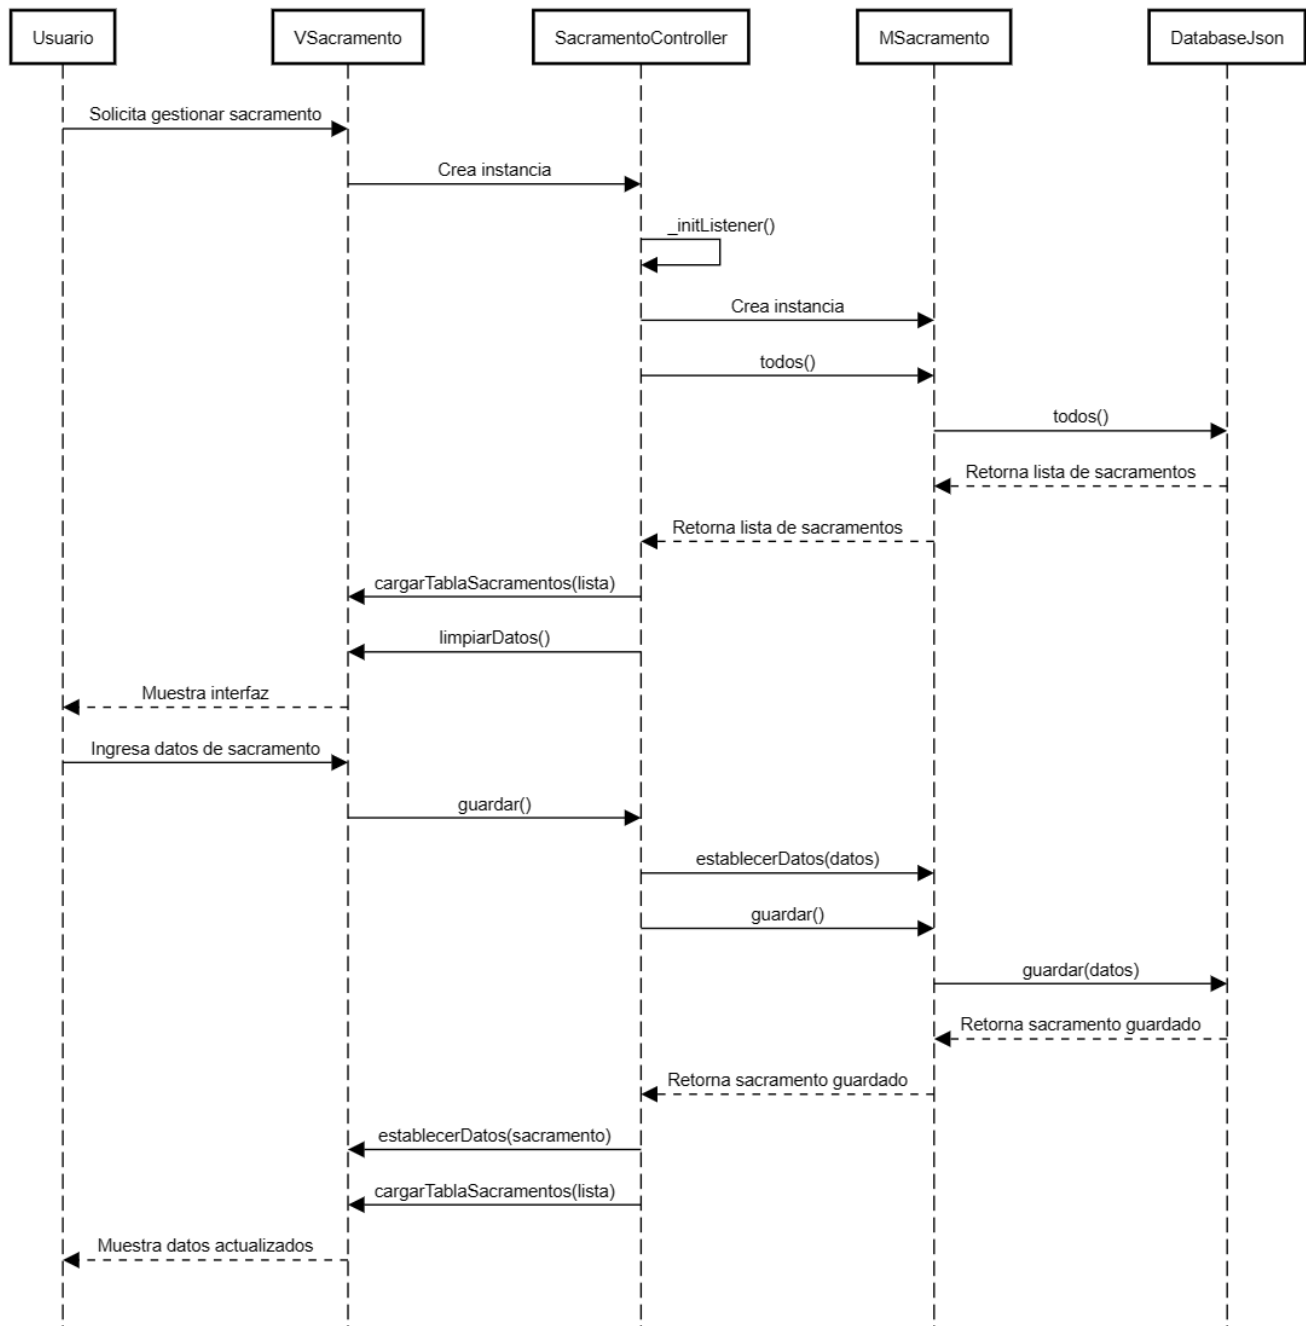 Usuario
VSacramento
SacramentoController
MSacramento
DatabaseJson
Solicita gestionar sacramento
Crea instancia
_initListener()
Crea instancia
todos()
todos()
Retorna lista de sacramentos
Retorna lista de sacramentos
cargarTablaSacramentos(lista)
limpiarDatos()
Muestra interfaz
Ingresa datos de sacramento
guardar()
establecerDatos(datos)
guardar()
guardar(datos)
Retorna sacramento guardado
Retorna sacramento guardado
establecerDatos(sacramento)
cargarTablaSacramentos(lista)
Muestra datos actualizados